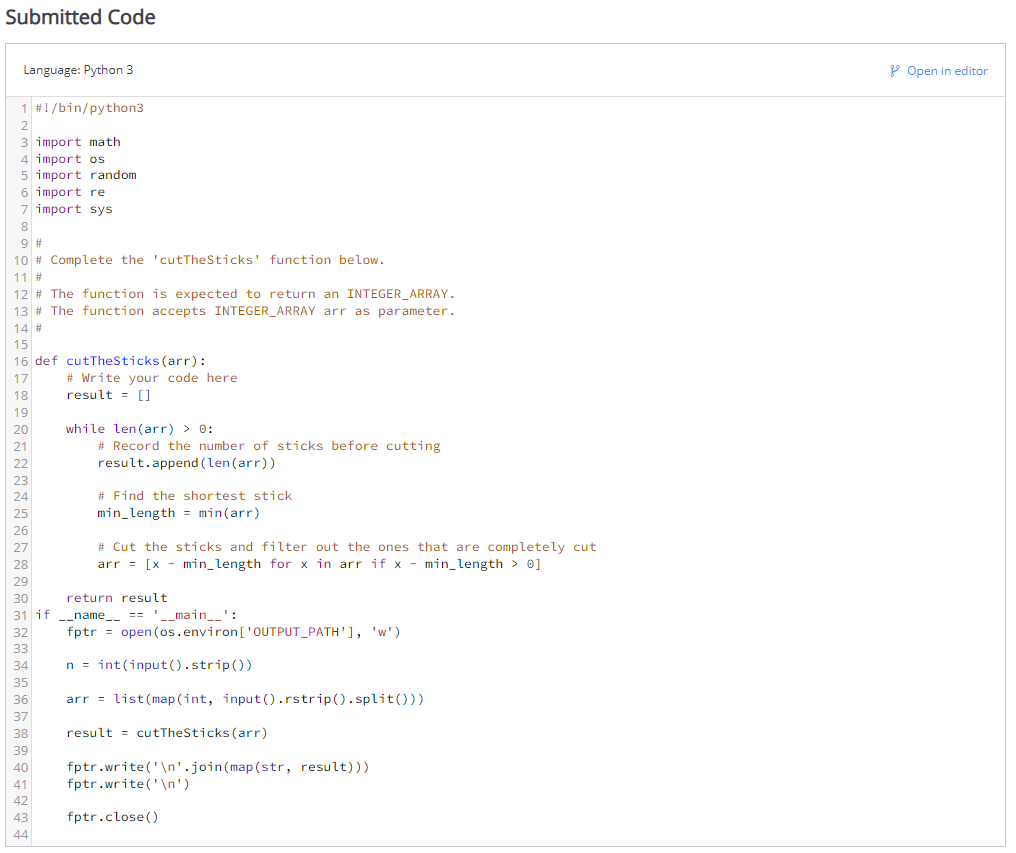 Submitted Code
Language: Python 3
Open in editor
1 #!/bin/python3
2
3 import math
4 import os
5 import random
6 import re
7 import sys
8
9 #
10 # Complete the 'cutTheSticks' function below.
11 #
12 # The function is expected to return an INTEGER_ARRAY.
13 # The function accepts INTEGER_ARRAY arr as parameter.
14 #
15
16 def cutTheSticks(arr):
17     # Write your code here
18     result = []
19
20     while len(arr) > 0:
21         # Record the number of sticks before cutting
22         result.append(len(arr))
23
24         # Find the shortest stick
25         min_length = min(arr)
26
27         # Cut the sticks and filter out the ones that are completely cut
28         arr = [x - min_length for x in arr if x - min_length > 0]
29
30     return result
31 if __name__ == '__main__':
32     fptr = open(os.environ['OUTPUT_PATH'], 'w')
33
34     n = int(input().strip())
35
36     arr = list(map(int, input().rstrip().split()))
37
38     result = cutTheSticks(arr)
39
40     fptr.write('\n'.join(map(str, result)))
41     fptr.write('\n')
42
43     fptr.close()
44